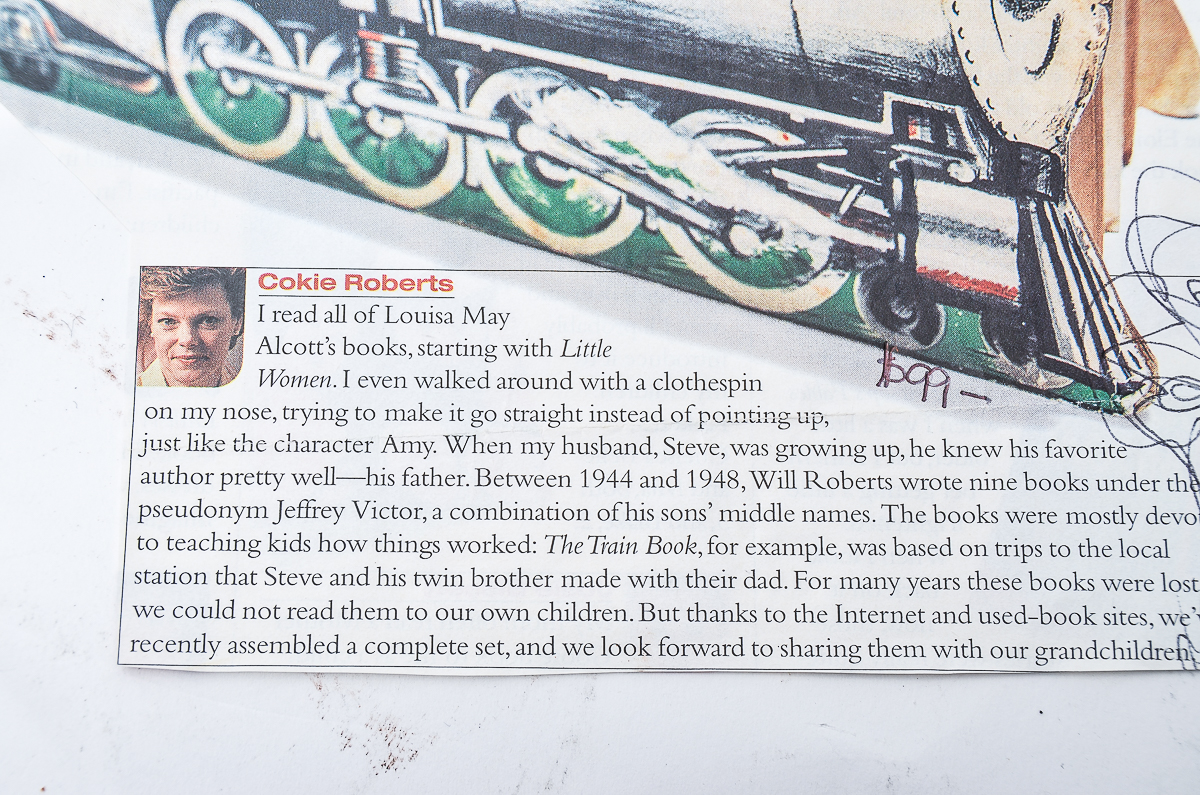 Cokie Roberts
I read all of Louisa May
Alcott's books, starting with Little
Women. I even walked around with a clothespin
on my nose, trying to make it go straight instead of pointing up,
just like the character Amy. When my husband, Steve, was growing up, he knew his favorite
author pretty well—his father. Between 1944 and 1948, Will Roberts wrote nine books under the
pseudonym Jeffrey Victor, a combination of his sons' middle names. The books were mostly devo
to teaching kids how things worked: The Train Book, for example, was based on trips to the local
station that Steve and his twin brother made with their dad. For many years these books were lost
we could not read them to our own children. But thanks to the Internet and used-book sites, we'
recently assembled a complete set, and we look forward to sharing them with our grandchildren.
$99 —